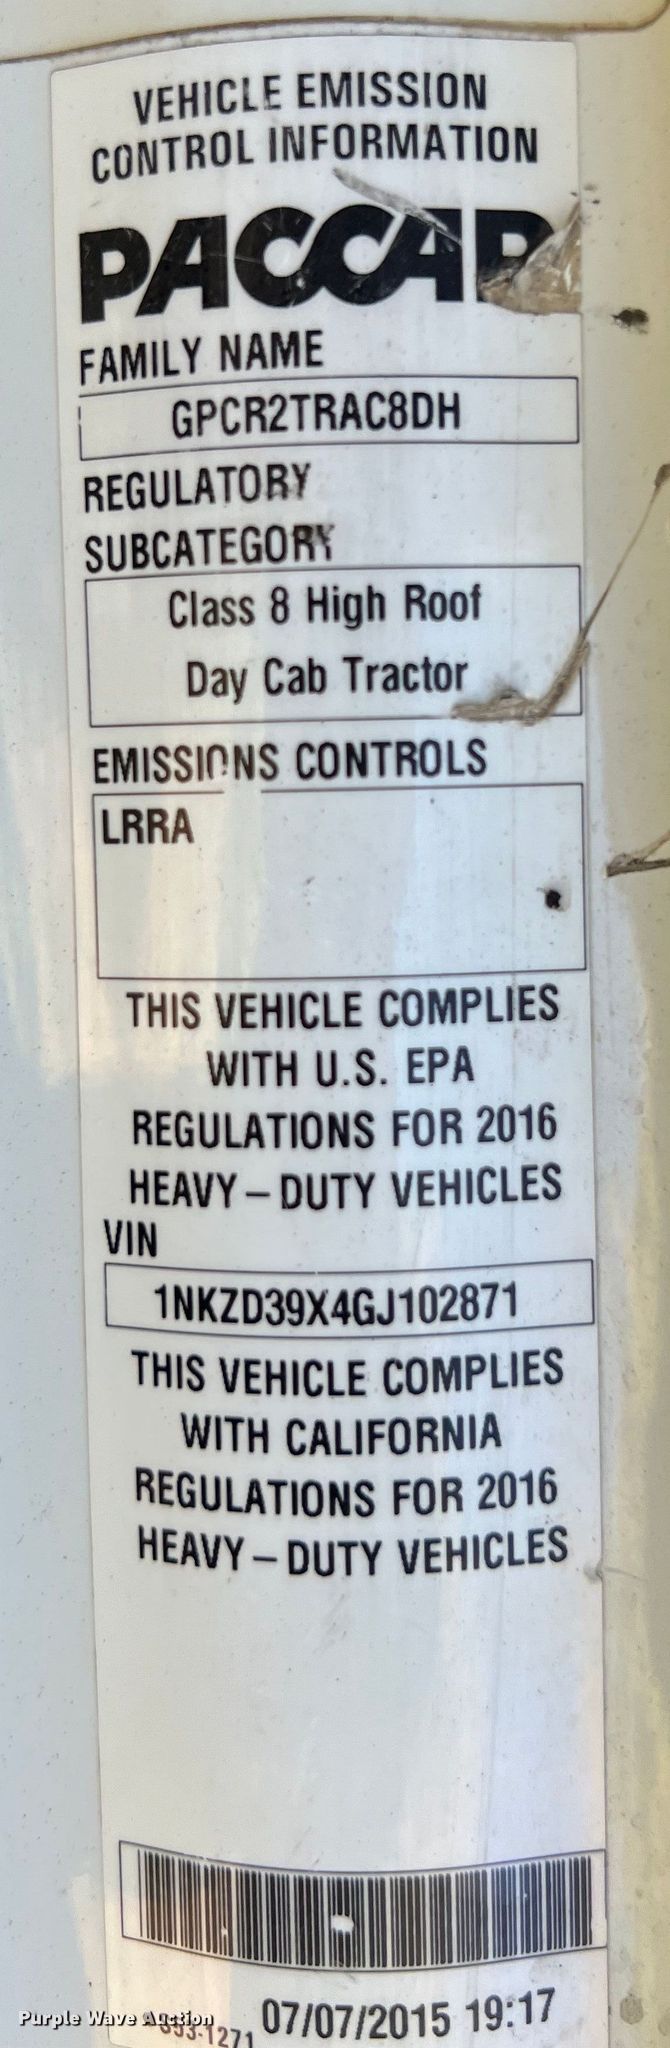 VEHICLE EMISSION
CONTROL INFORMATION
PACCAR
FAMILY NAME
GPCR2TRAC8DH
REGULATORY
SUBCATEGORY
Class 8 High Roof
Day Cab Tractor
EMISSIONS CONTROLS
LRRA
THIS VEHICLE COMPLIES
WITH U.S. EPA
REGULATIONS FOR 2016
HEAVY-DUTY VEHICLES
VIN
1NKZD39X4GJ102871
THIS VEHICLE COMPLIES
WITH CALIFORNIA
REGULATIONS FOR 2016
HEAVY-DUTY VEHICLES
07/07/2015 19:17
Purple Wave Auction